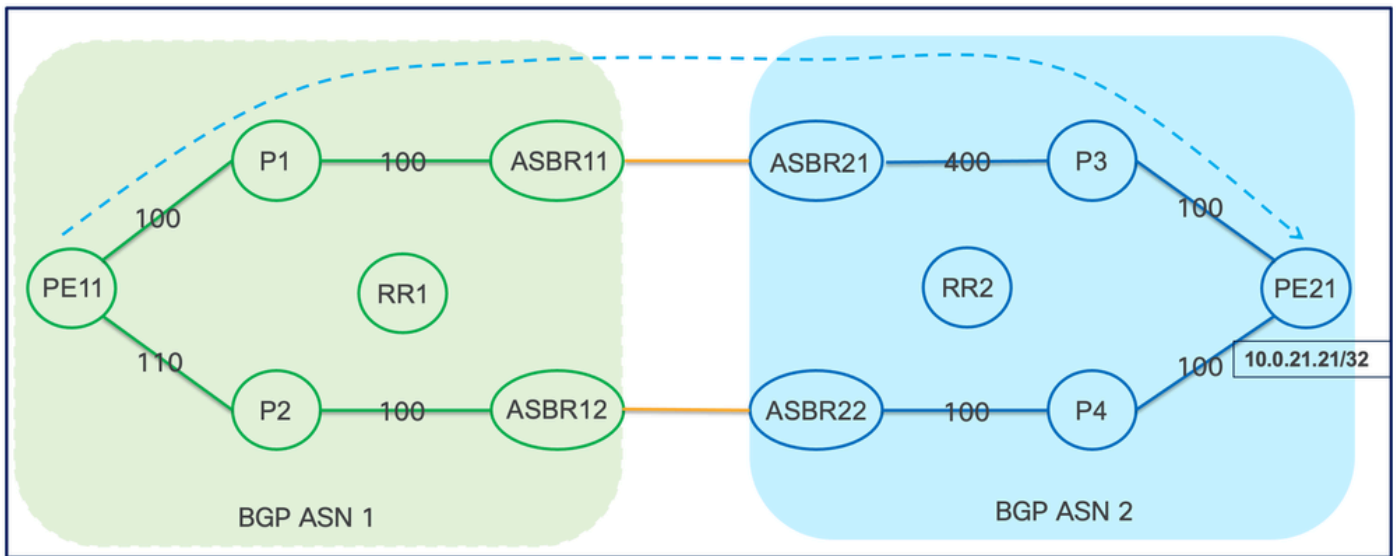 P1
100
ASBR11
ASBR21
400
P3
100
100
PE11
RR1
RR2
PE21
110
100
10.0.21.21/32
P2
100
ASBR12
ASBR22
100
P4
BGP ASN 1
BGP ASN 2